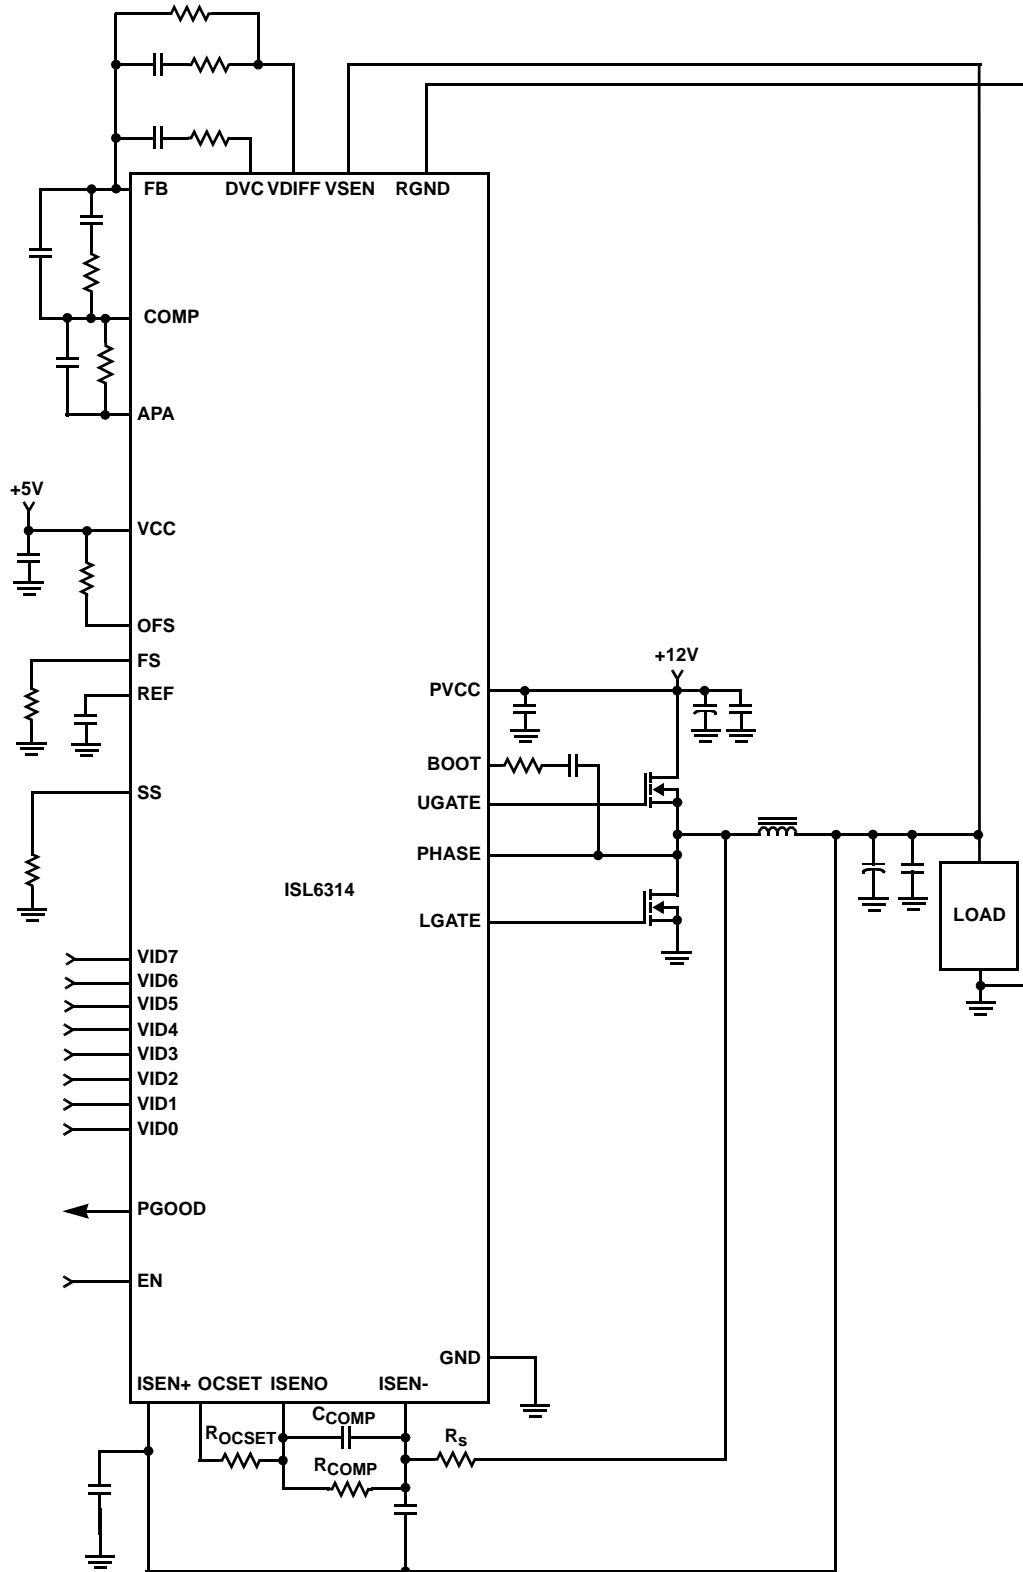 FB
DVC VDIFF VSEN RGND
COMP
APA
+5V
VCC
OFS
FS
REF
SS
+12V
PVCC
BOOT
UGATE
PHASE
LGATE
ISL6314
LOAD
VID7
VID6
VID5
VID4
VID3
VID2
VID1
VID0
PGOOD
EN
GND
ISEN+ OCSET ISENO ISEN-
CCOMP
ROCSET
RCOMP
Rs